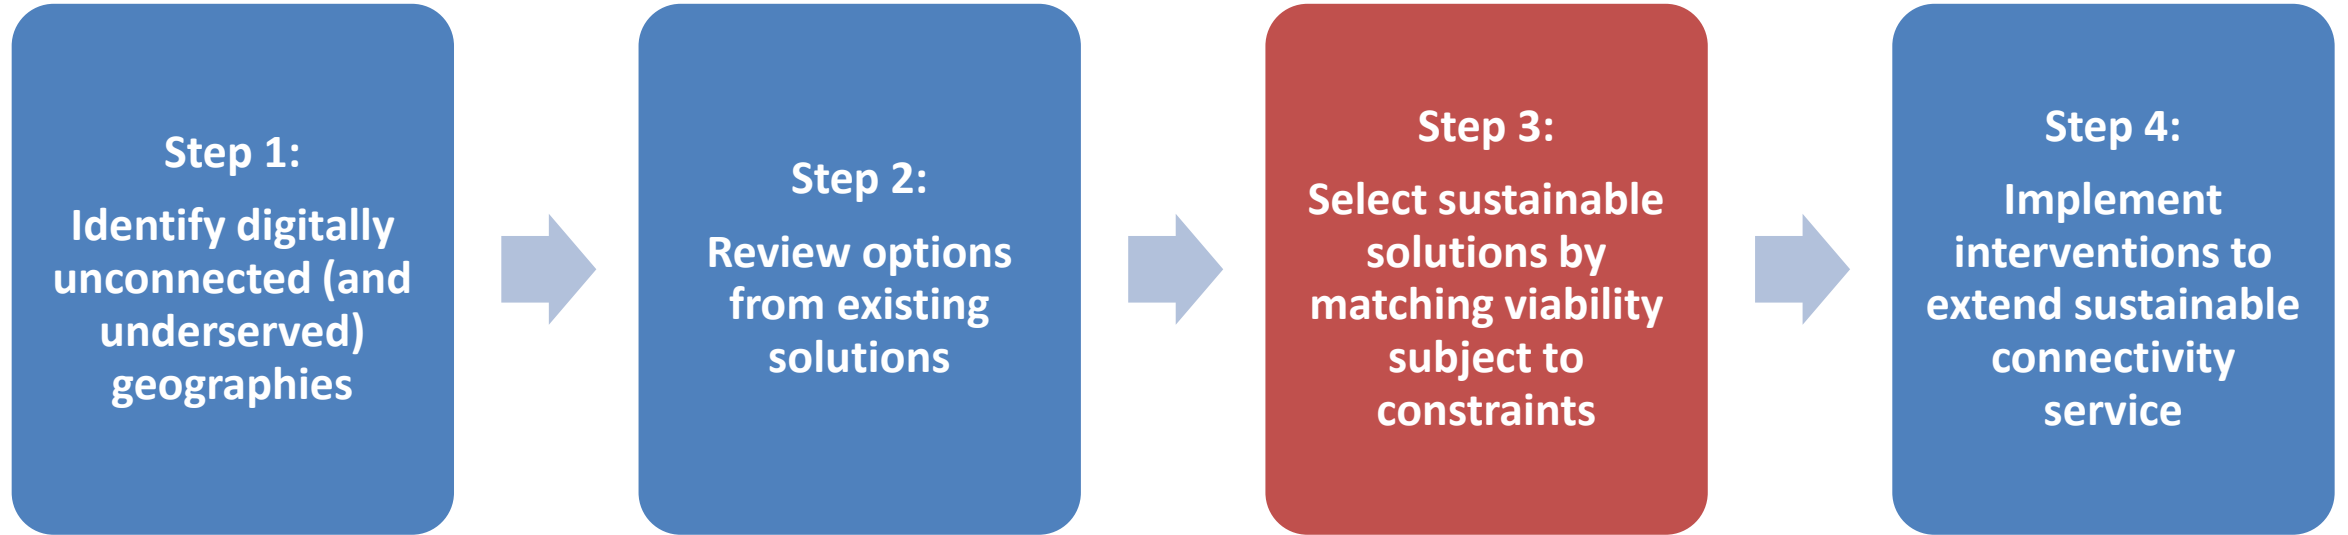 Step 1:
Identify digitally
unconnected (and
underserved)
geographies
Step 2:
Review options
from existing
solutions
Step 3:
Select sustainable
solutions by
matching viability
subject to
constraints
Step 4:
Implement
interventions to
extend sustainable
connectivity
service